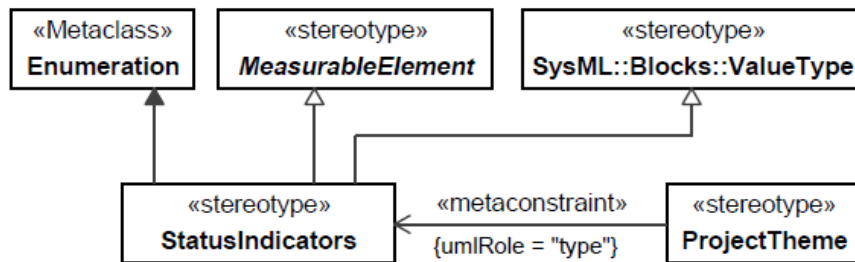 «Metaclass»
Enumeration
«stereotype»
MeasurableElement
«stereotype»
SysML::Blocks::ValueType
«stereotype»
StatusIndicators
«metaconstraint»
{umlRole = "type"}
«stereotype»
ProjectTheme